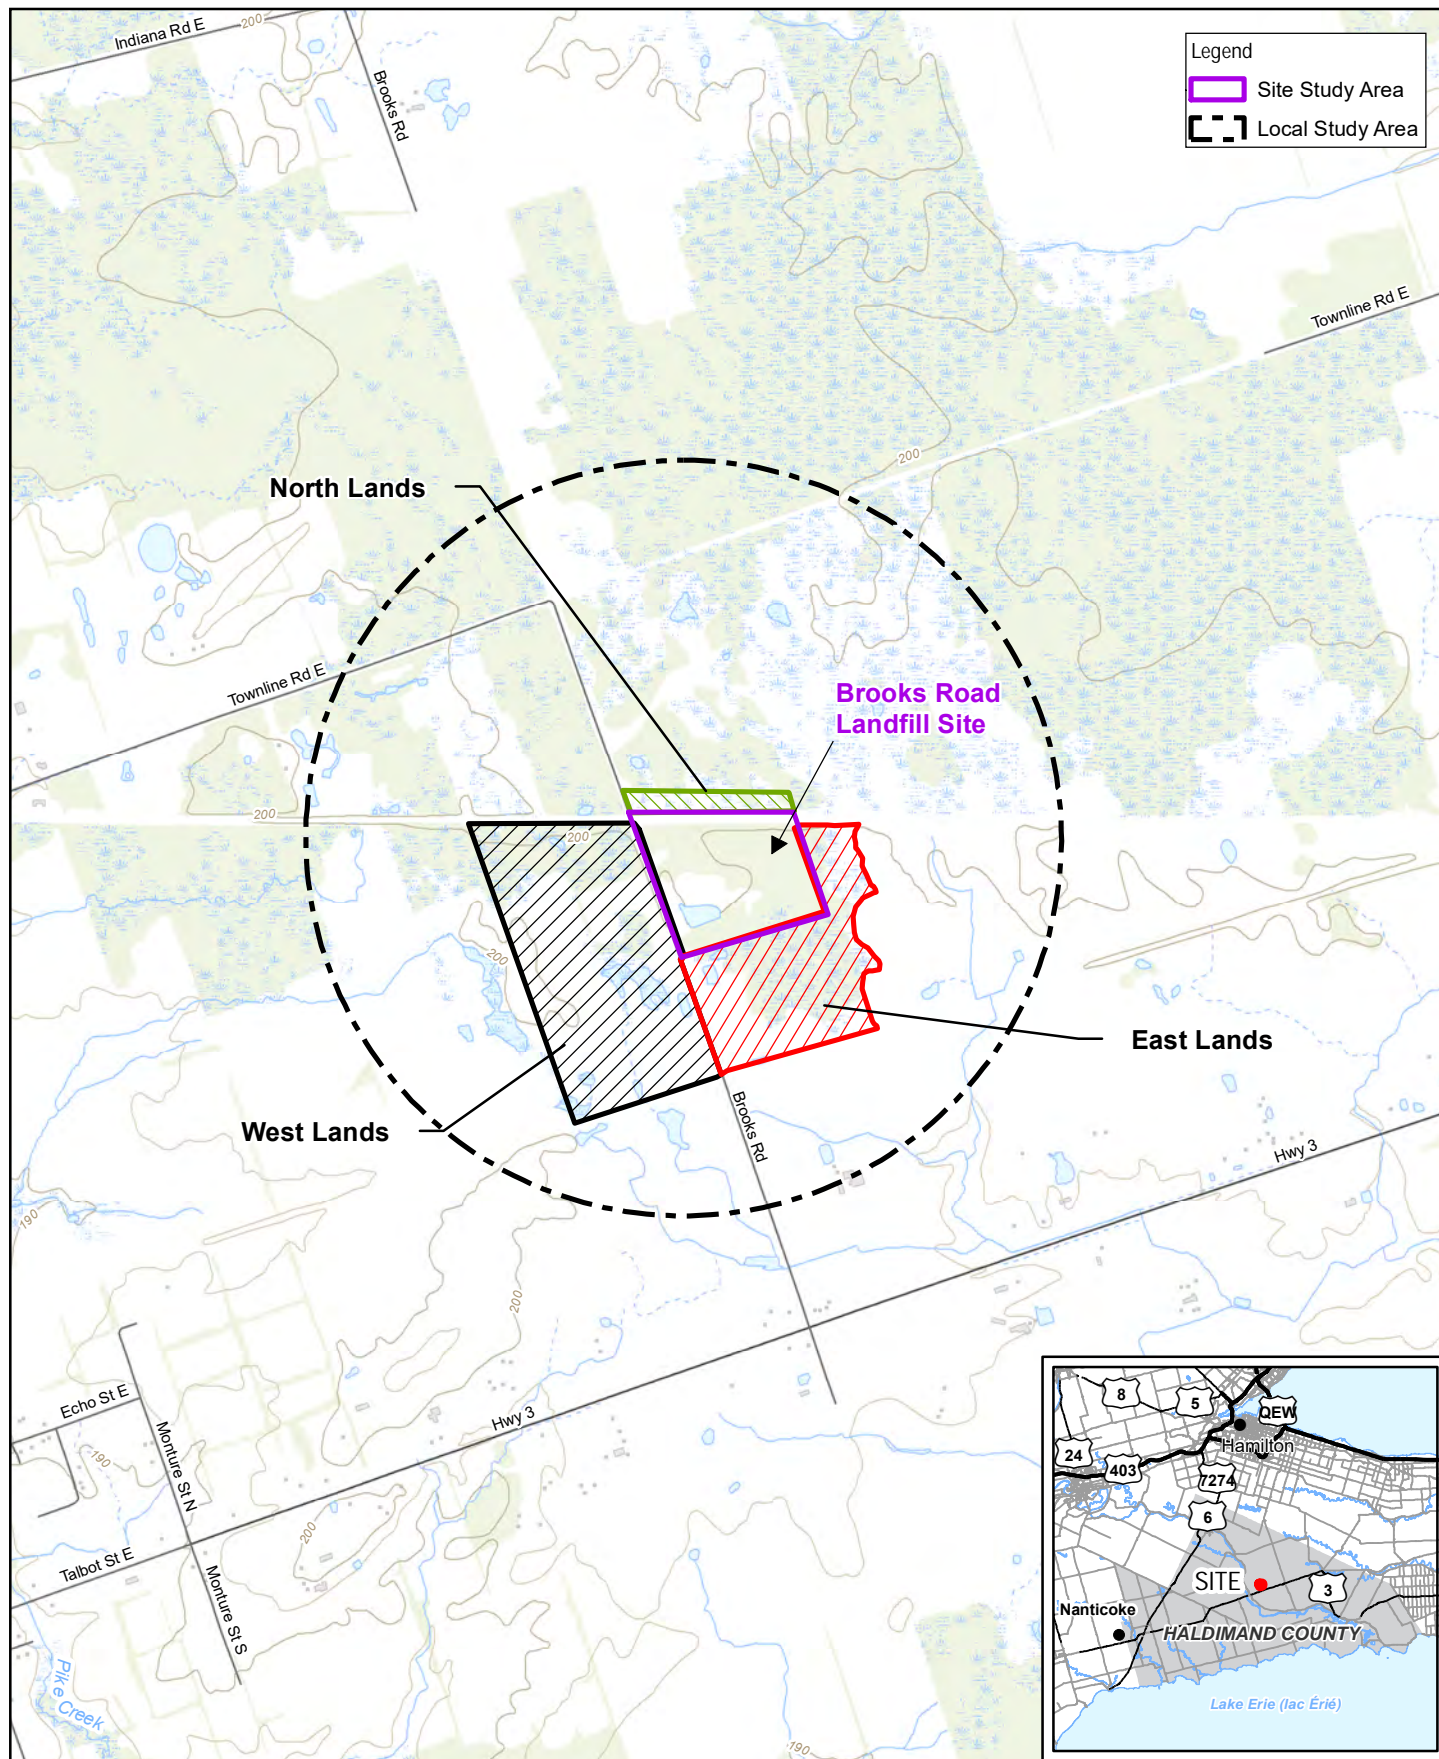 Indiana Rd E
200
Brooks Rd
Legend
Site Study Area
Local Study Area
Townline Rd E
200
North Lands
Townline Rd E
Brooks Road
Landfill Site
200
200
200
East Lands
West Lands
Brooks Rd
Hwy 3
190
200
Echo St E
Monture St N
Hwy 3
190
200
Talbot St E
Monture St S
Pike Creek
190
8
5
QEW
Hamilton
24
403
7274
6
SITE
3
Nanticoke
HALDIMAND COUNTY
Lake Erie (lac Érié)